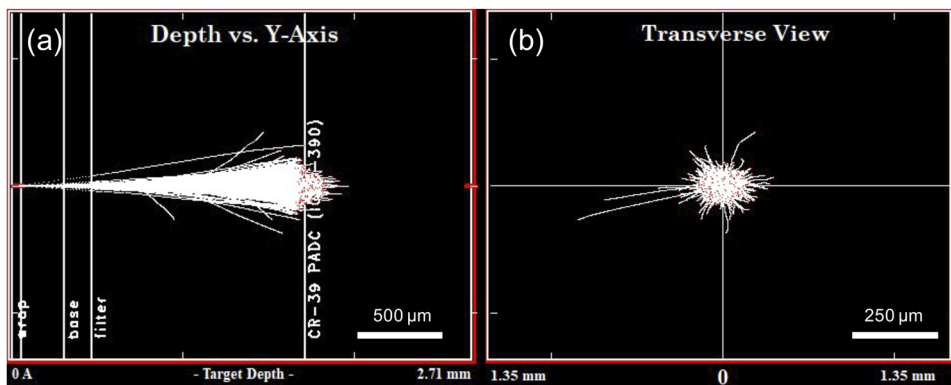 (a)
Depth vs. Y-Axis
wrap
base
filter
CR-39 PADC (
-390)
500 µm
0 A
- Target Depth -
2.71 mm
(b)
Transverse View
250 µm
1.35 mm
0
1.35 mm